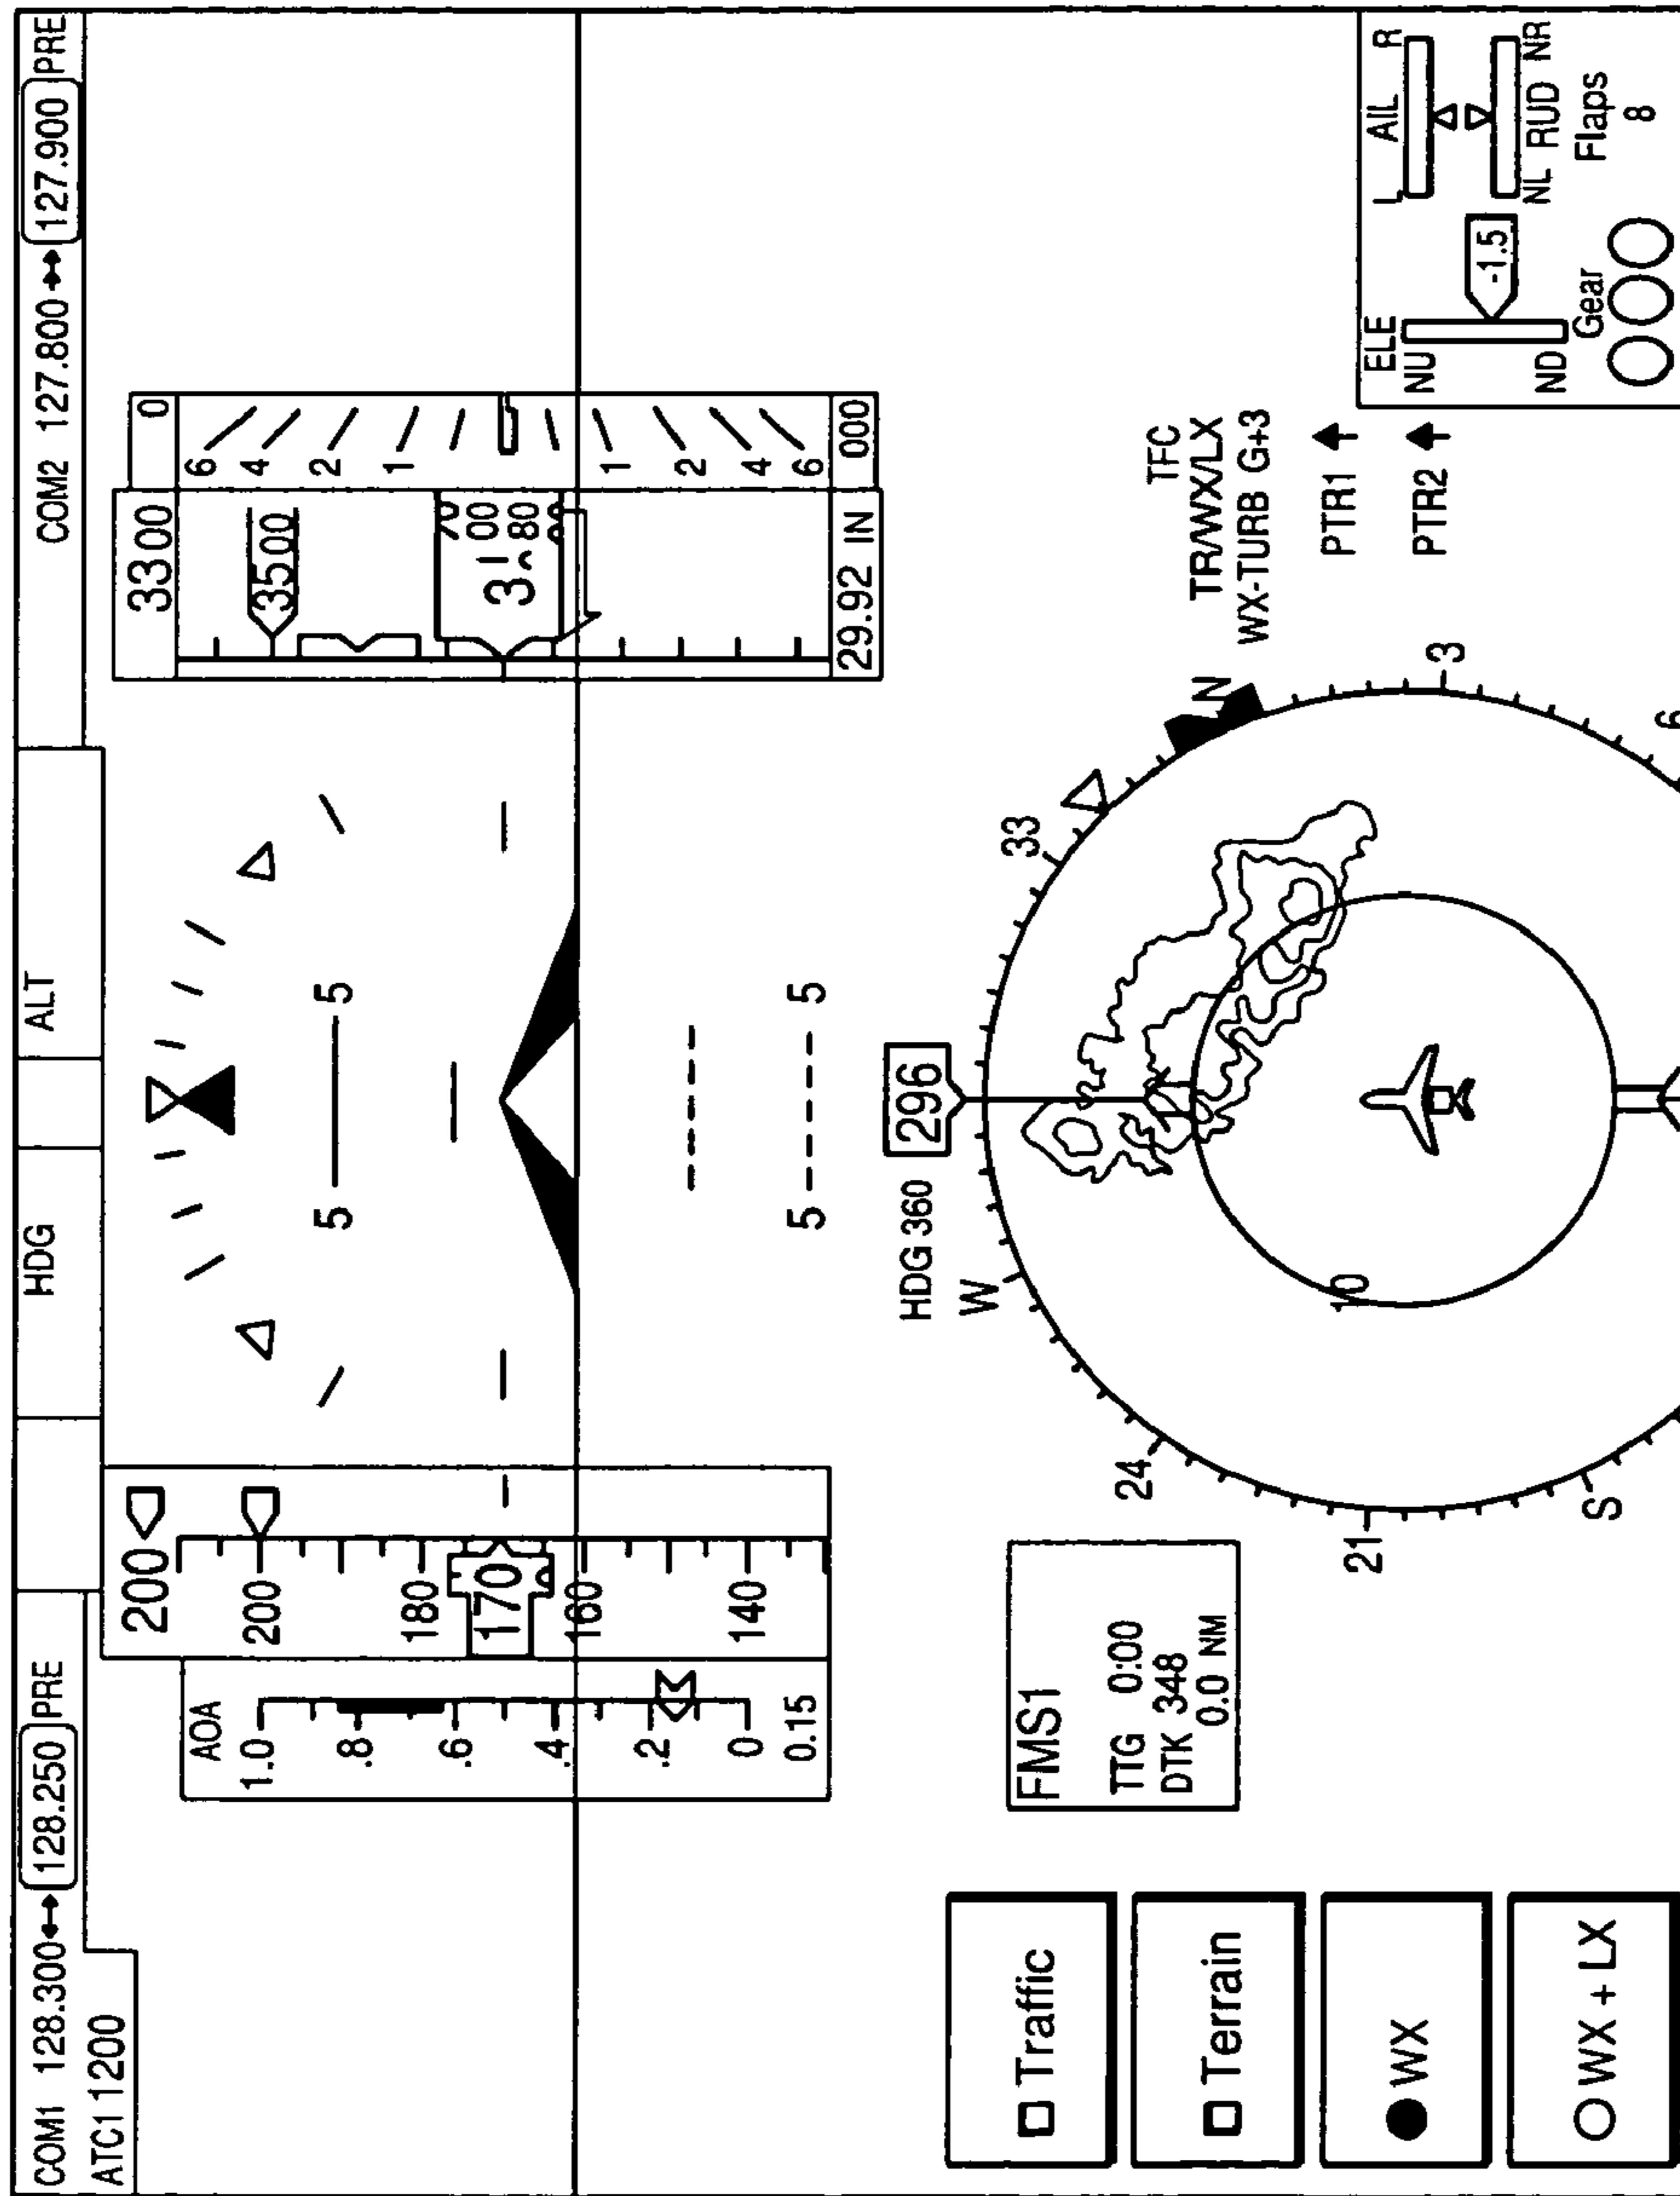 COM1 128.300 128.250 PRE
HDG
ALT
COM2 127.800 127.900 PRE
ATC1 1200
200
200
180
170
160
140
AOA
1.0
.8
.6
.4
.2
0
0.15
5 5
5 5
3300
3500
3
00
80
29.92 IN
0
6
4
2
1
1
2
4
6
000
HDG 360
296
FMS1
TTG 0:00
DTK 348
0.0 NM
21
24
W
33
N
3
6
S
10
TFC
TR/WX/LX
WX-TURB G+3
PTR1
PTR2
Traffic
Terrain
WX
WX + LX
ELE
NU
ND
-1.5
L AIL R
NL RUD NR
Gear
Flaps
8